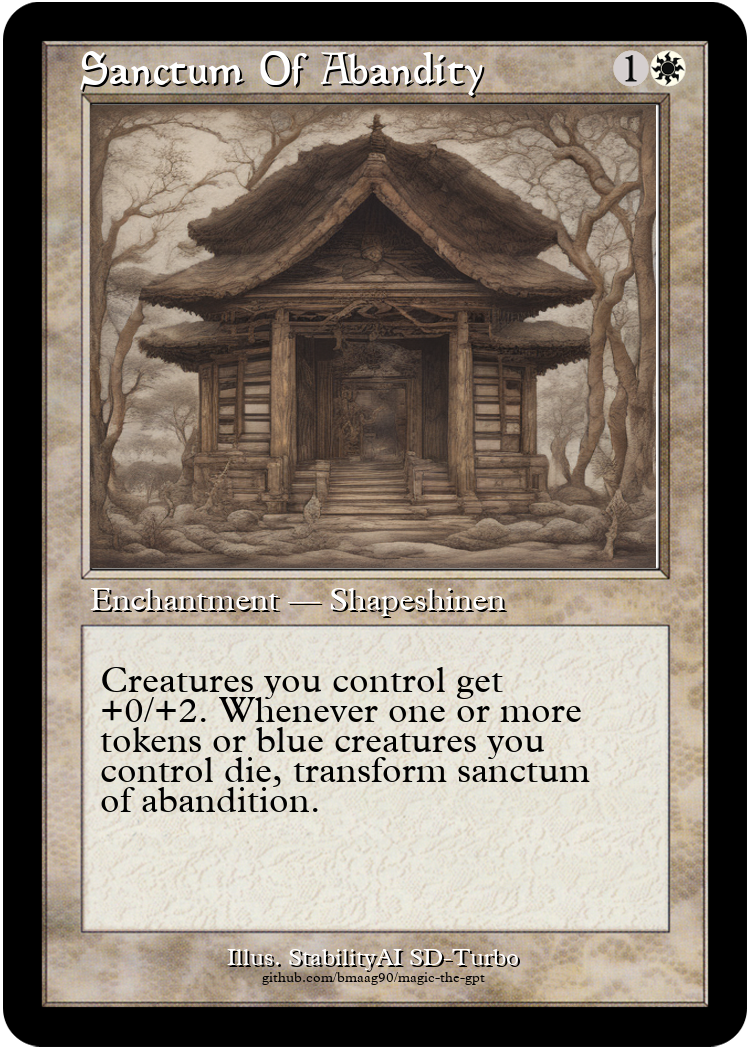 Sanctum Of Abandity 1
Enchantment — Shapeshinen
Creatures you control get
+0/+2. Whenever one or more
tokens or blue creatures you
control die, transform sanctum
of abandition.
Illus. StabilityAI SD-Turbo
github.com/bmaag90/magic-the-gpt